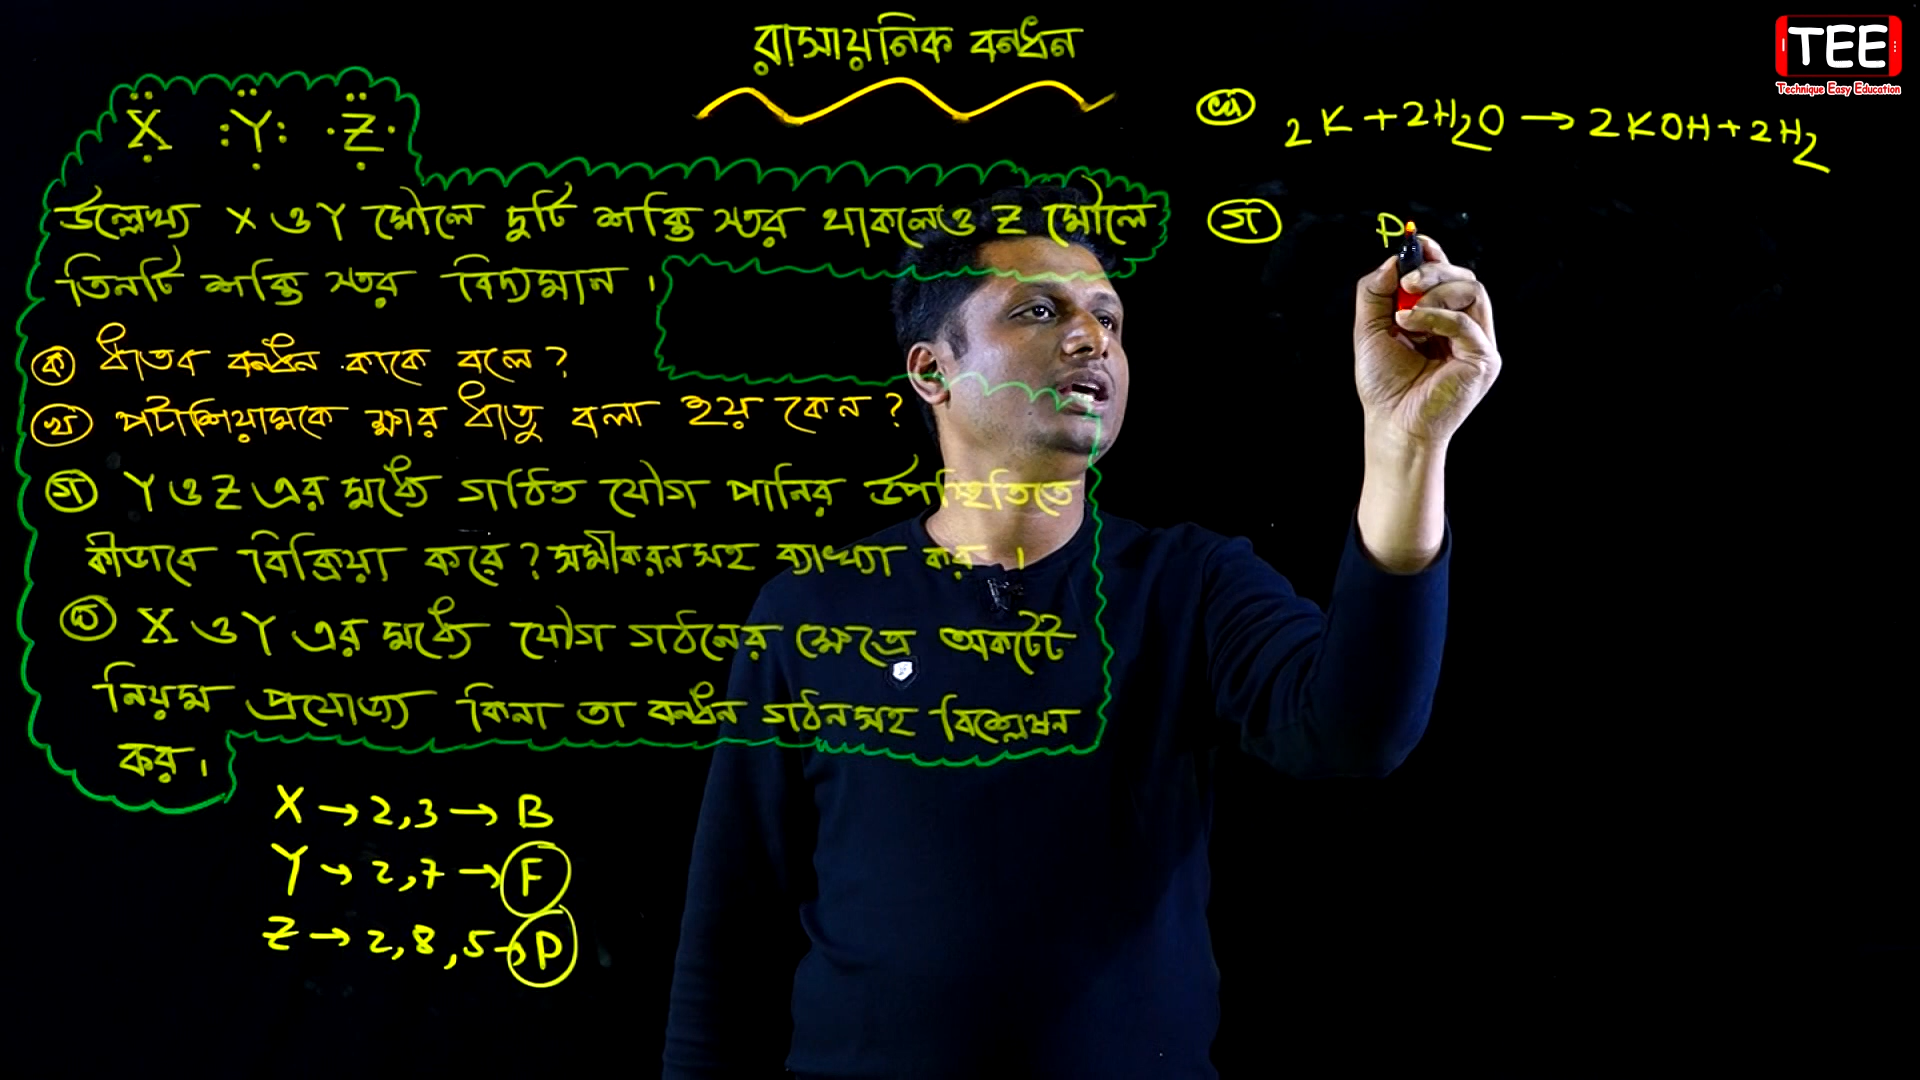 রাসায়নিক বন্ধন
TEE
Technique Easy Education
X :Y: ·Z·
উল্লেখ্য X ও Y মৌলে দুটি শক্তি স্তর থাকলেও Z মৌলে
তিনটি শক্তি স্তর বিদ্যমান।
ক ধাতব বন্ধন কাকে বলে?
খ পটাশিয়ামকে ক্ষার ধাতু বলা হয় কেন?
গ Y ও Z এর মধ্যে গঠিত যৌগ পানির উপস্থিতিতে
কীভাবে বিক্রিয়া করে? সমীকরনসহ ব্যাখ্যা কর।
ঘ X ও Y এর মধ্যে যৌগ গঠনের ক্ষেত্রে অকটেট
নিয়ম প্রযোজ্য কিনা তা বন্ধন গঠনসহ বিশ্লেষন
কর।
X → 2,3 → B
Y → 2,7 → F
Z → 2,8,5 → P
2K + 2H₂O → 2KOH + 2H₂
গ P